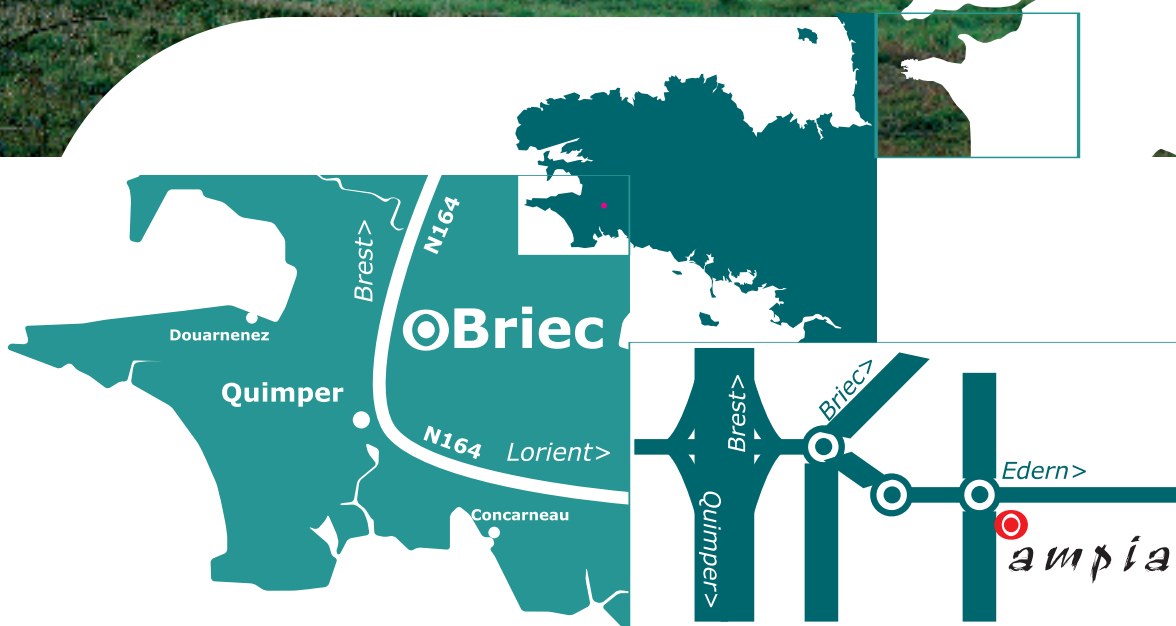 N164
Brest>
Briec
Douarnenez
Quimper
N164
Lorient>
Concarneau
Brest>
Quimper>
Briec>
Edern>
ampia